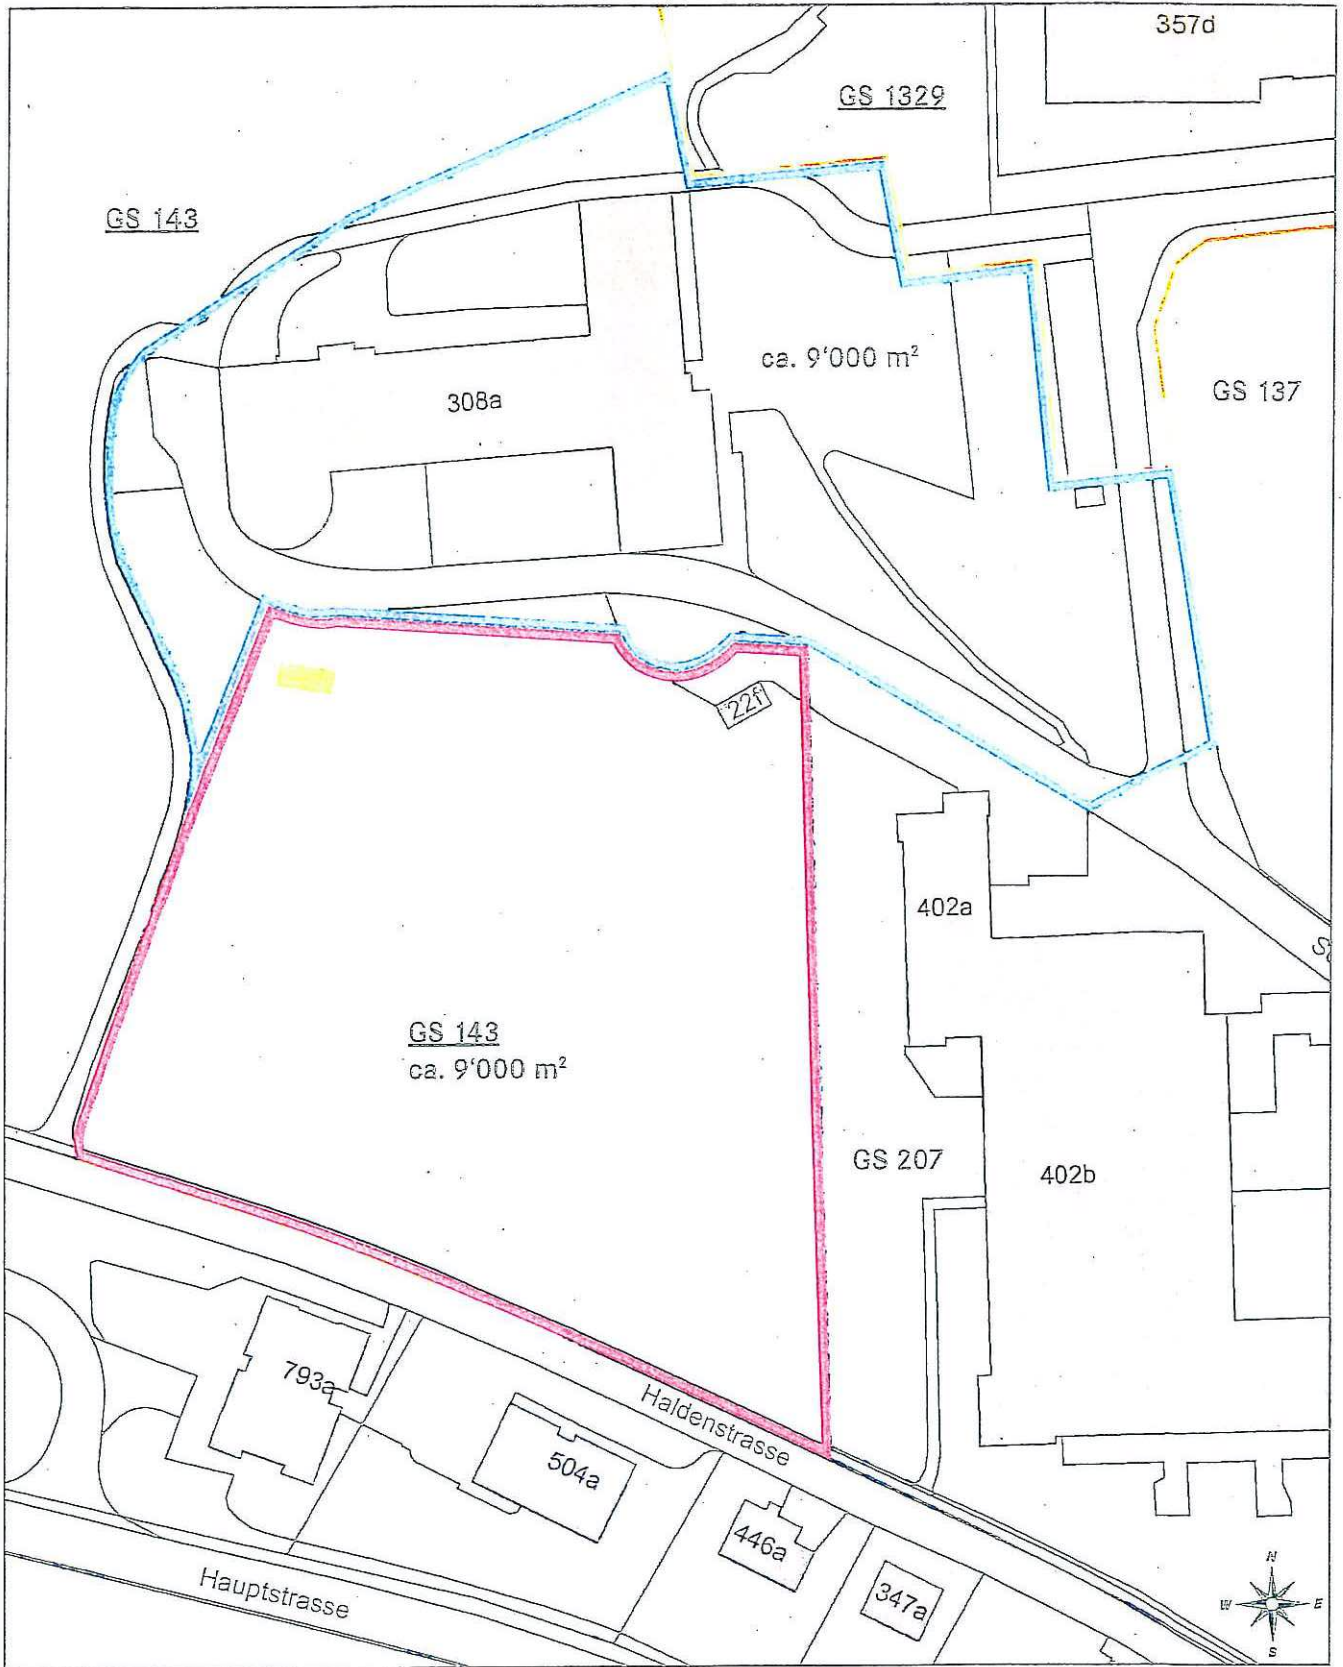 357d
GS 1329
GS 143
ca. 9'000 m²
GS 137
308a
22f
402a
GS 143
ca. 9'000 m²
GS 207
402b
793a
Haldenstrasse
504a
446a
347a
Hauptstrasse
N
W
E
S